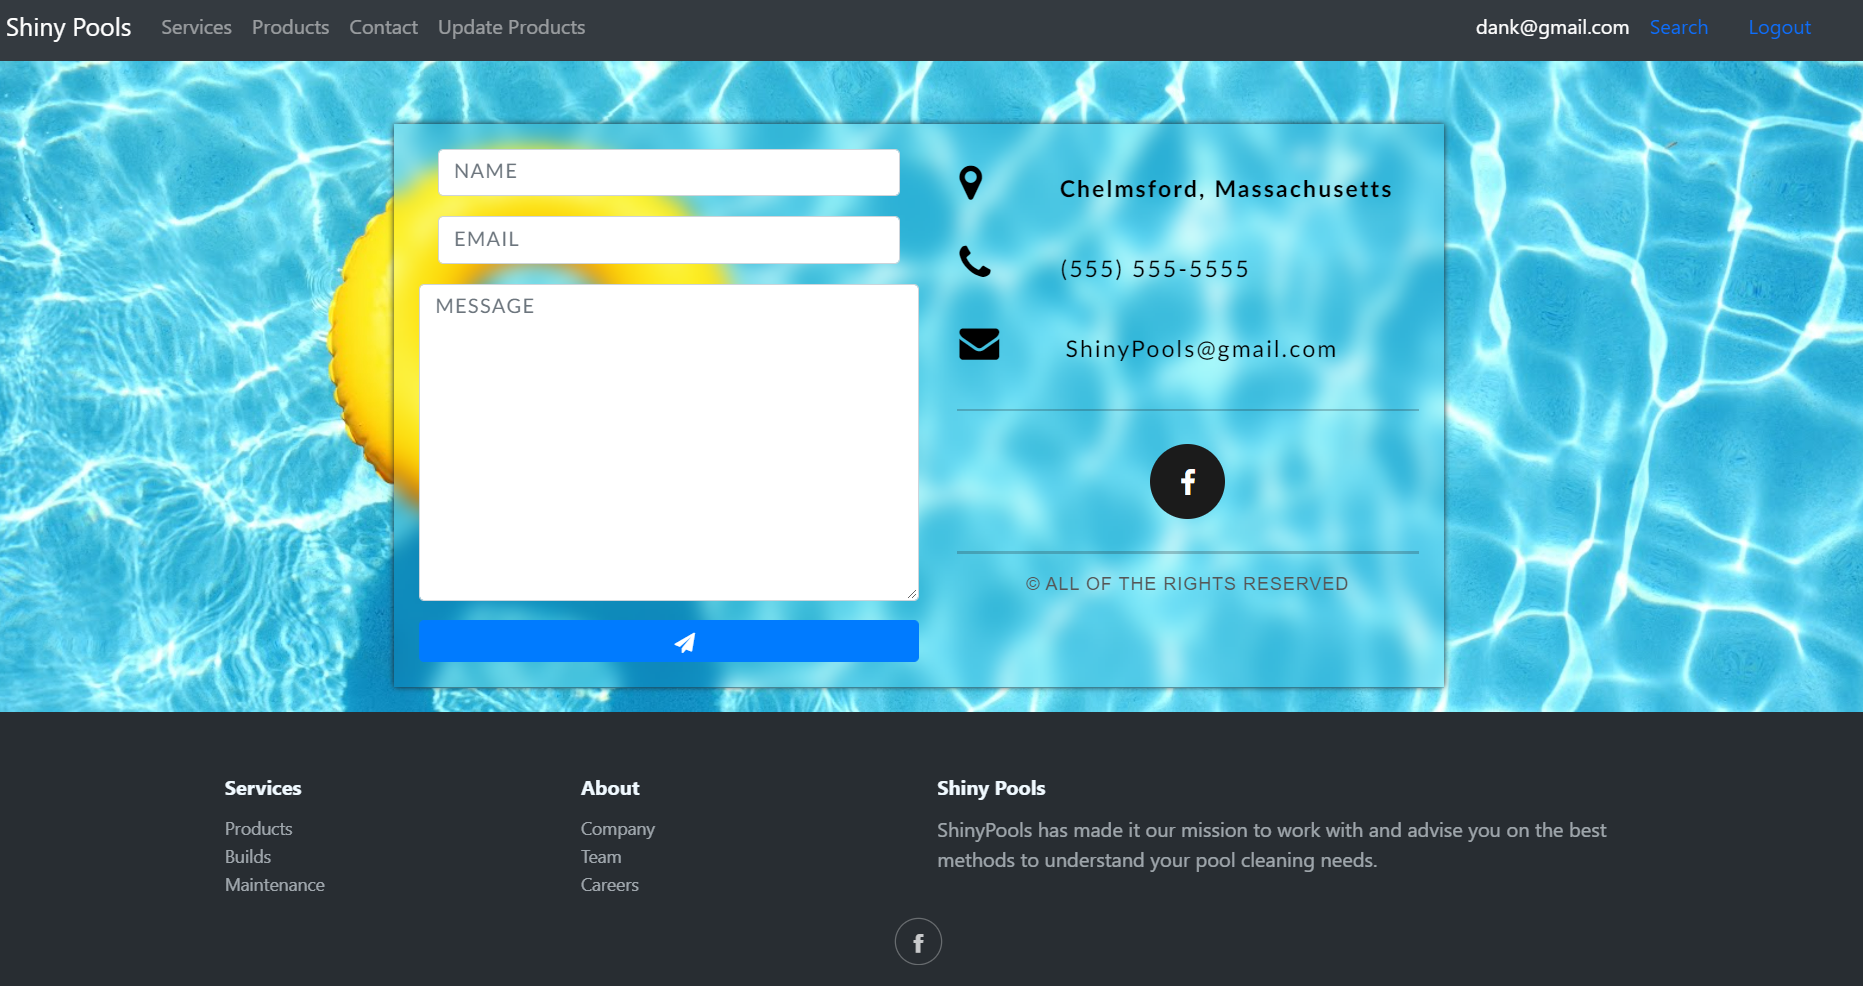 Shiny Pools Services Products Contact Update Products dank@gmail.com Search Logout
NAME
EMAIL
MESSAGE
Chelmsford, Massachusetts
(555) 555-5555
ShinyPools@gmail.com
© ALL OF THE RIGHTS RESERVED
Services
Products
Builds
Maintenance
About
Company
Team
Careers
Shiny Pools
ShinyPools has made it our mission to work with and advise you on the best
methods to understand your pool cleaning needs.